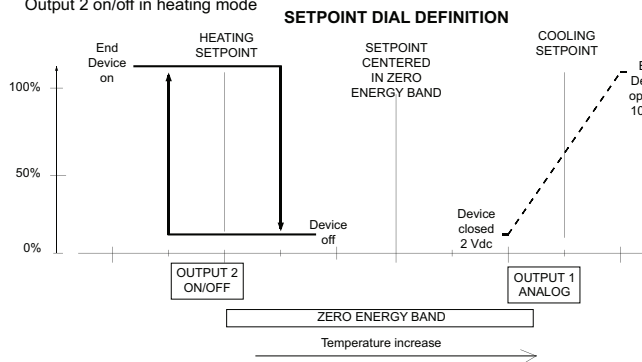 Output 2 on/off in heating mode
SETPOINT DIAL DEFINITION
End
Device
on
HEATING
SETPOINT
SETPOINT
CENTERED
IN ZERO
ENERGY BAND
COOLING
SETPOINT
100%
50%
0%
Device
off
Device
closed
2 Vdc
OUTPUT 2
ON/OFF
OUTPUT 1
ANALOG
ZERO ENERGY BAND
Temperature increase